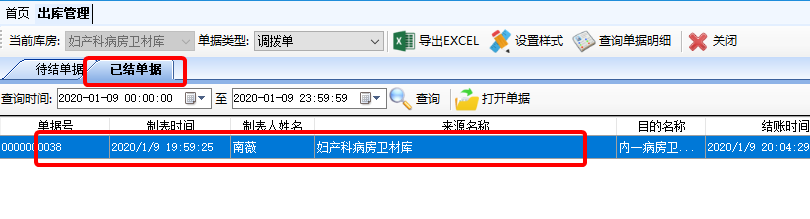 首页 出库管理
当前库房: 妇产科病房卫材库 单据类型: 调拨单 导出EXCEL 设置样式 查询单据明细 关闭
待结单据 已结单据
查询时间: 2020-01-09 00:00:00 至 2020-01-09 23:59:59 查询 打开单据
单据号 制表时间 制表人姓名 来源名称 目的名称 结账时间
0000000038 2020/1/9 19:59:25 南薇 妇产科病房卫材库 内一病房卫... 2020/1/9 20:04:29